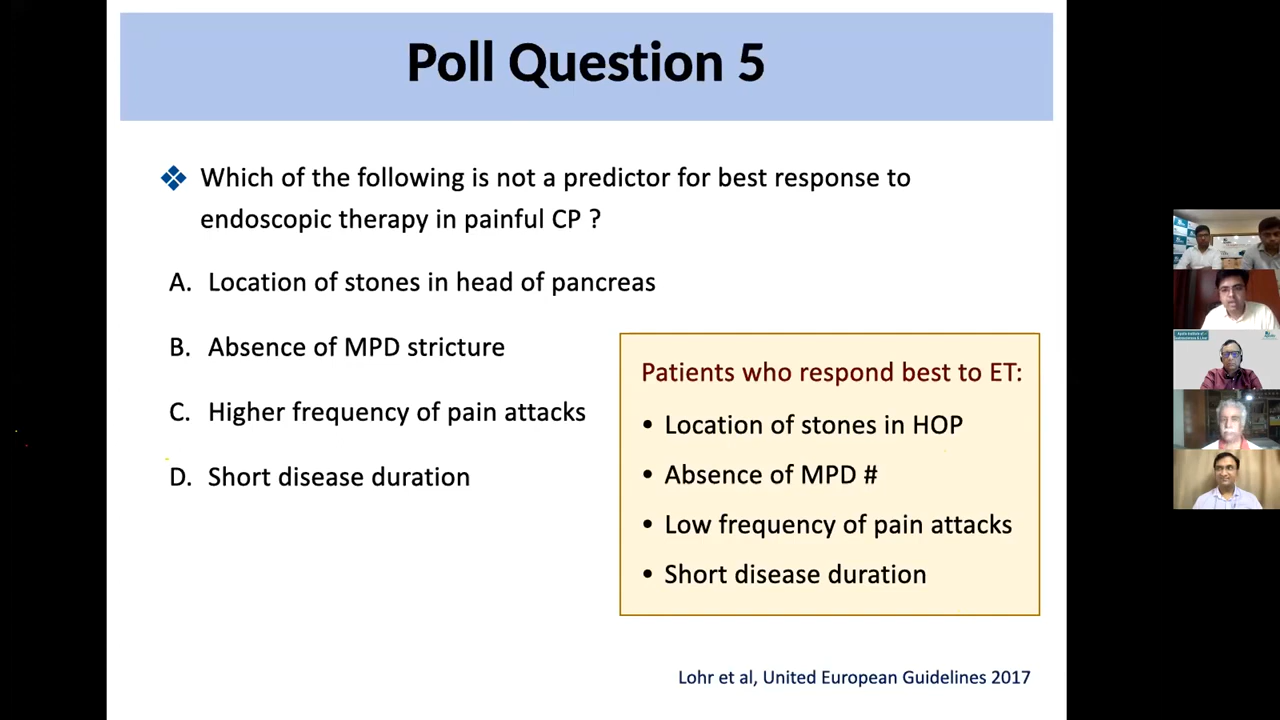 Poll Question 5
❖ Which of the following is not a predictor for best response to
endoscopic therapy in painful CP ?
A. Location of stones in head of pancreas
B. Absence of MPD stricture
C. Higher frequency of pain attacks
D. Short disease duration
Patients who respond best to ET:
• Location of stones in HOP
• Absence of MPD #
• Low frequency of pain attacks
• Short disease duration
Lohr et al, United European Guidelines 2017